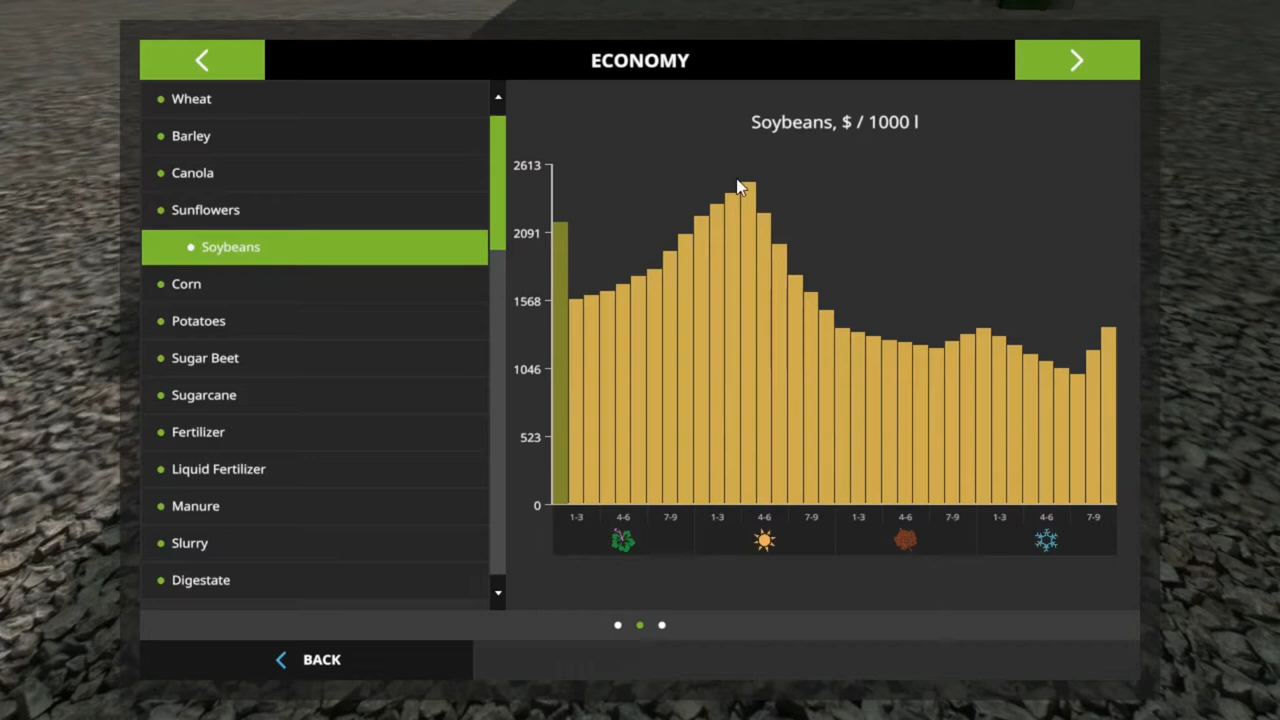 ECONOMY
Wheat
Barley
Canola
Sunflowers
Soybeans
Corn
Potatoes
Sugar Beet
Sugarcane
Fertilizer
Liquid Fertilizer
Manure
Slurry
Digestate
Soybeans, $ / 1000 l
2613
2091
1568
1046
523
0
1-3 4-6 7-9 1-3 4-6 7-9 1-3 4-6 7-9 1-3 4-6 7-9
BACK